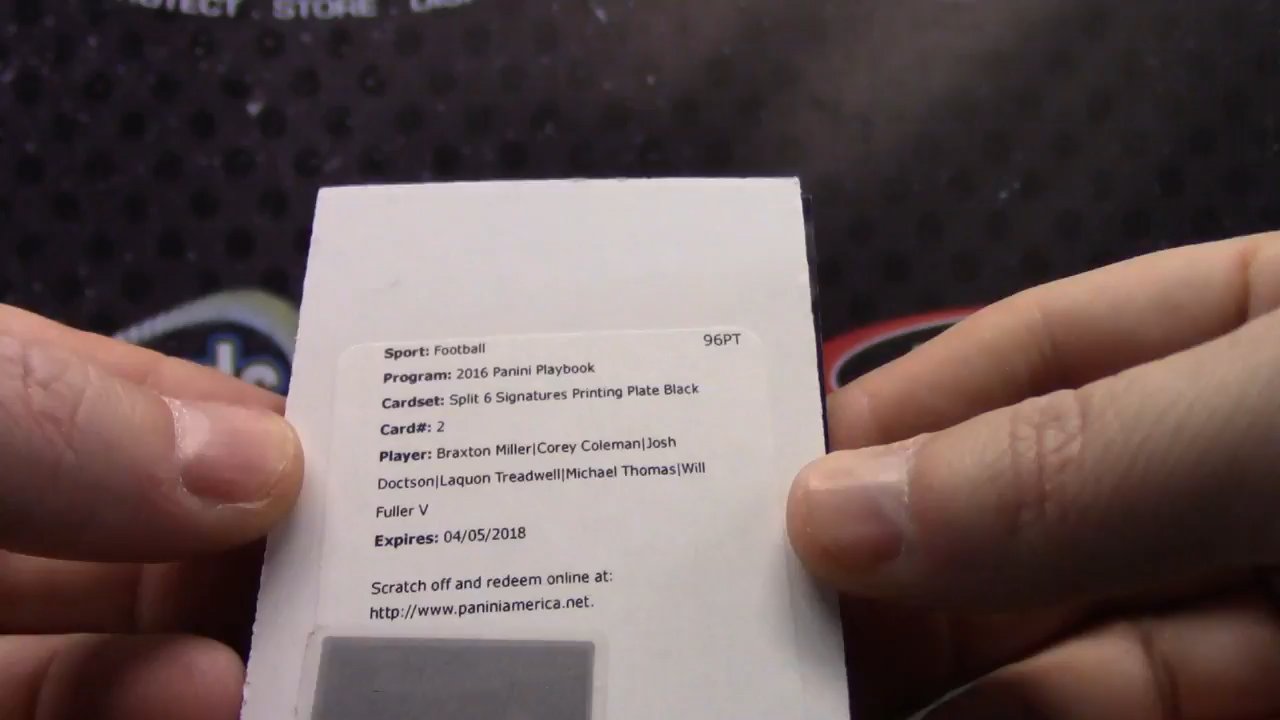 PROTECT . STORE .
96PT
Sport: Football
Program: 2016 Panini Playbook
Cardset: Split 6 Signatures Printing Plate Black
Card#: 2
Player: Braxton Miller|Corey Coleman|Josh
Doctson|Laquon Treadwell|Michael Thomas|Will
Fuller V
Expires: 04/05/2018
Scratch off and redeem online at:
http://www.paniniamerica.net.